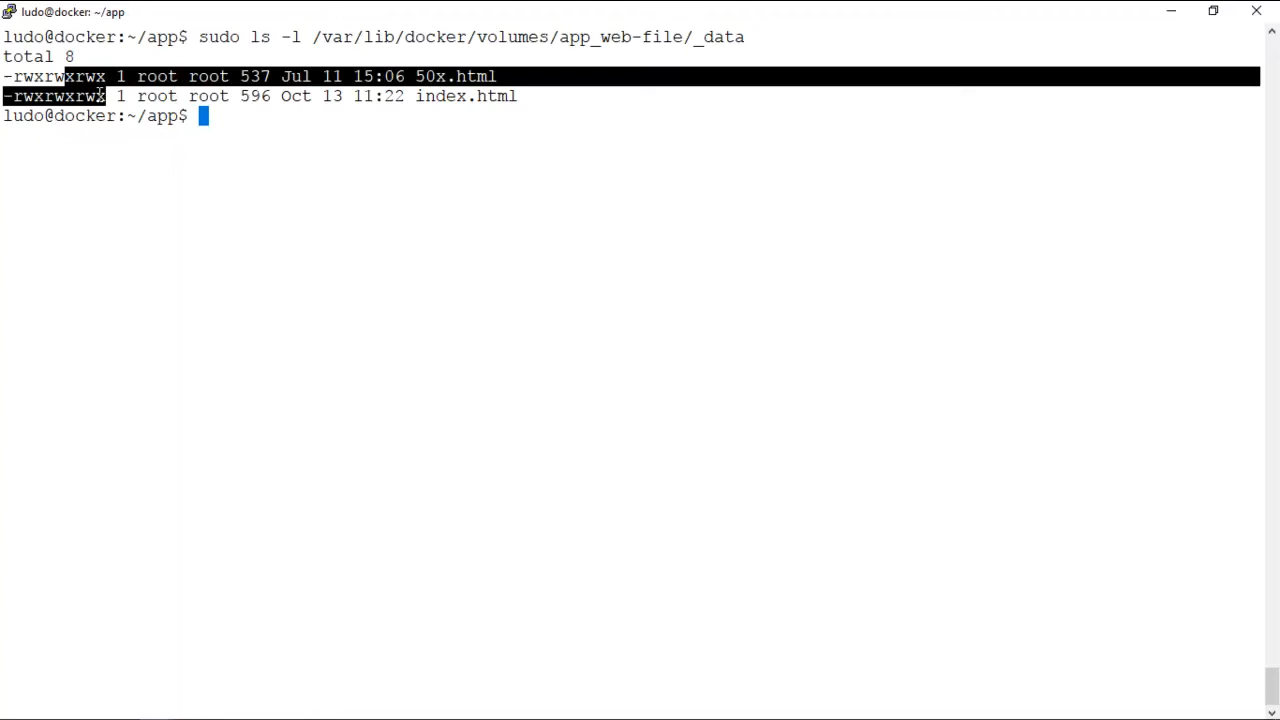 ludo@docker: ~/app
ludo@docker:~/app$ sudo ls -l /var/lib/docker/volumes/app_web-file/_data
total 8
-rwxrwxrwx 1 root root 537 Jul 11 15:06 50x.html
-rwxrwxrwx 1 root root 596 Oct 13 11:22 index.html
ludo@docker:~/app$